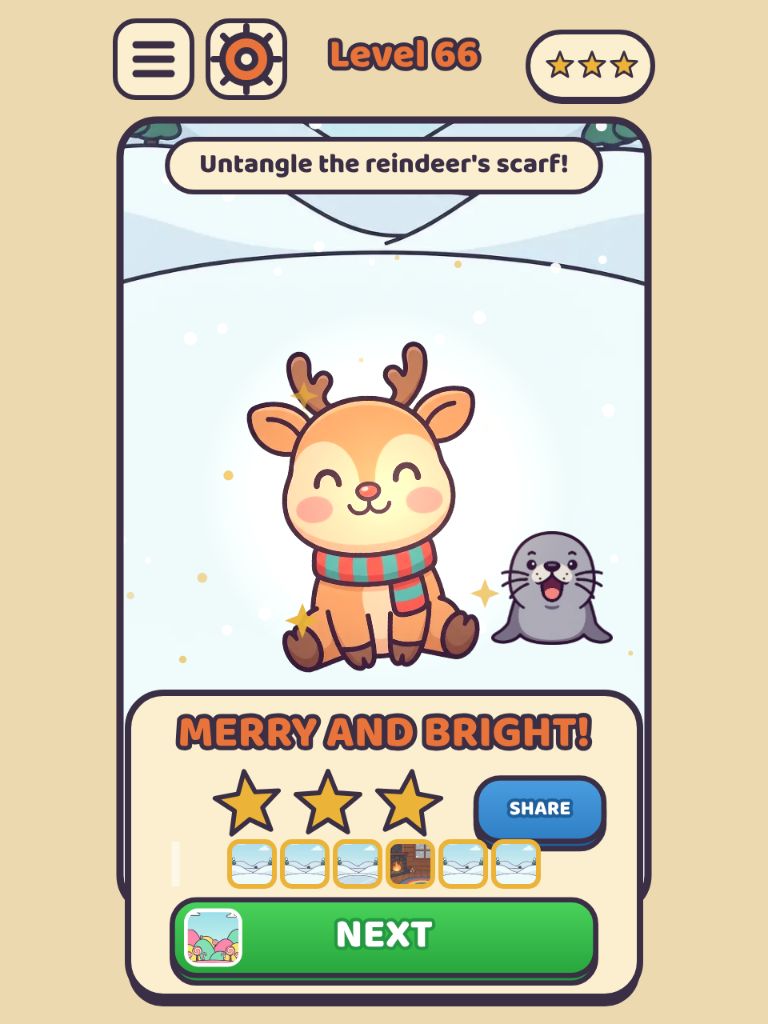 Level 66
Untangle the reindeer's scarf!
MERRY AND BRIGHT!
SHARE
NEXT